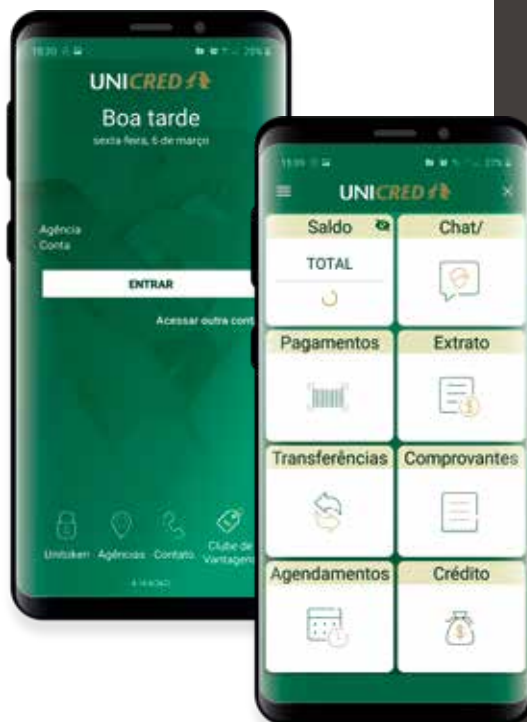 UNICRED
Boa tarde
sexta-feira, 6 de março
Agência
Conta
ENTRAR
Acessar outra cont
Unitoken Agências Contato Clube de
Vantagens
UNICRED
Saldo Chat/
TOTAL
Pagamentos Extrato
Transferências Comprovantes
Agendamentos Crédito